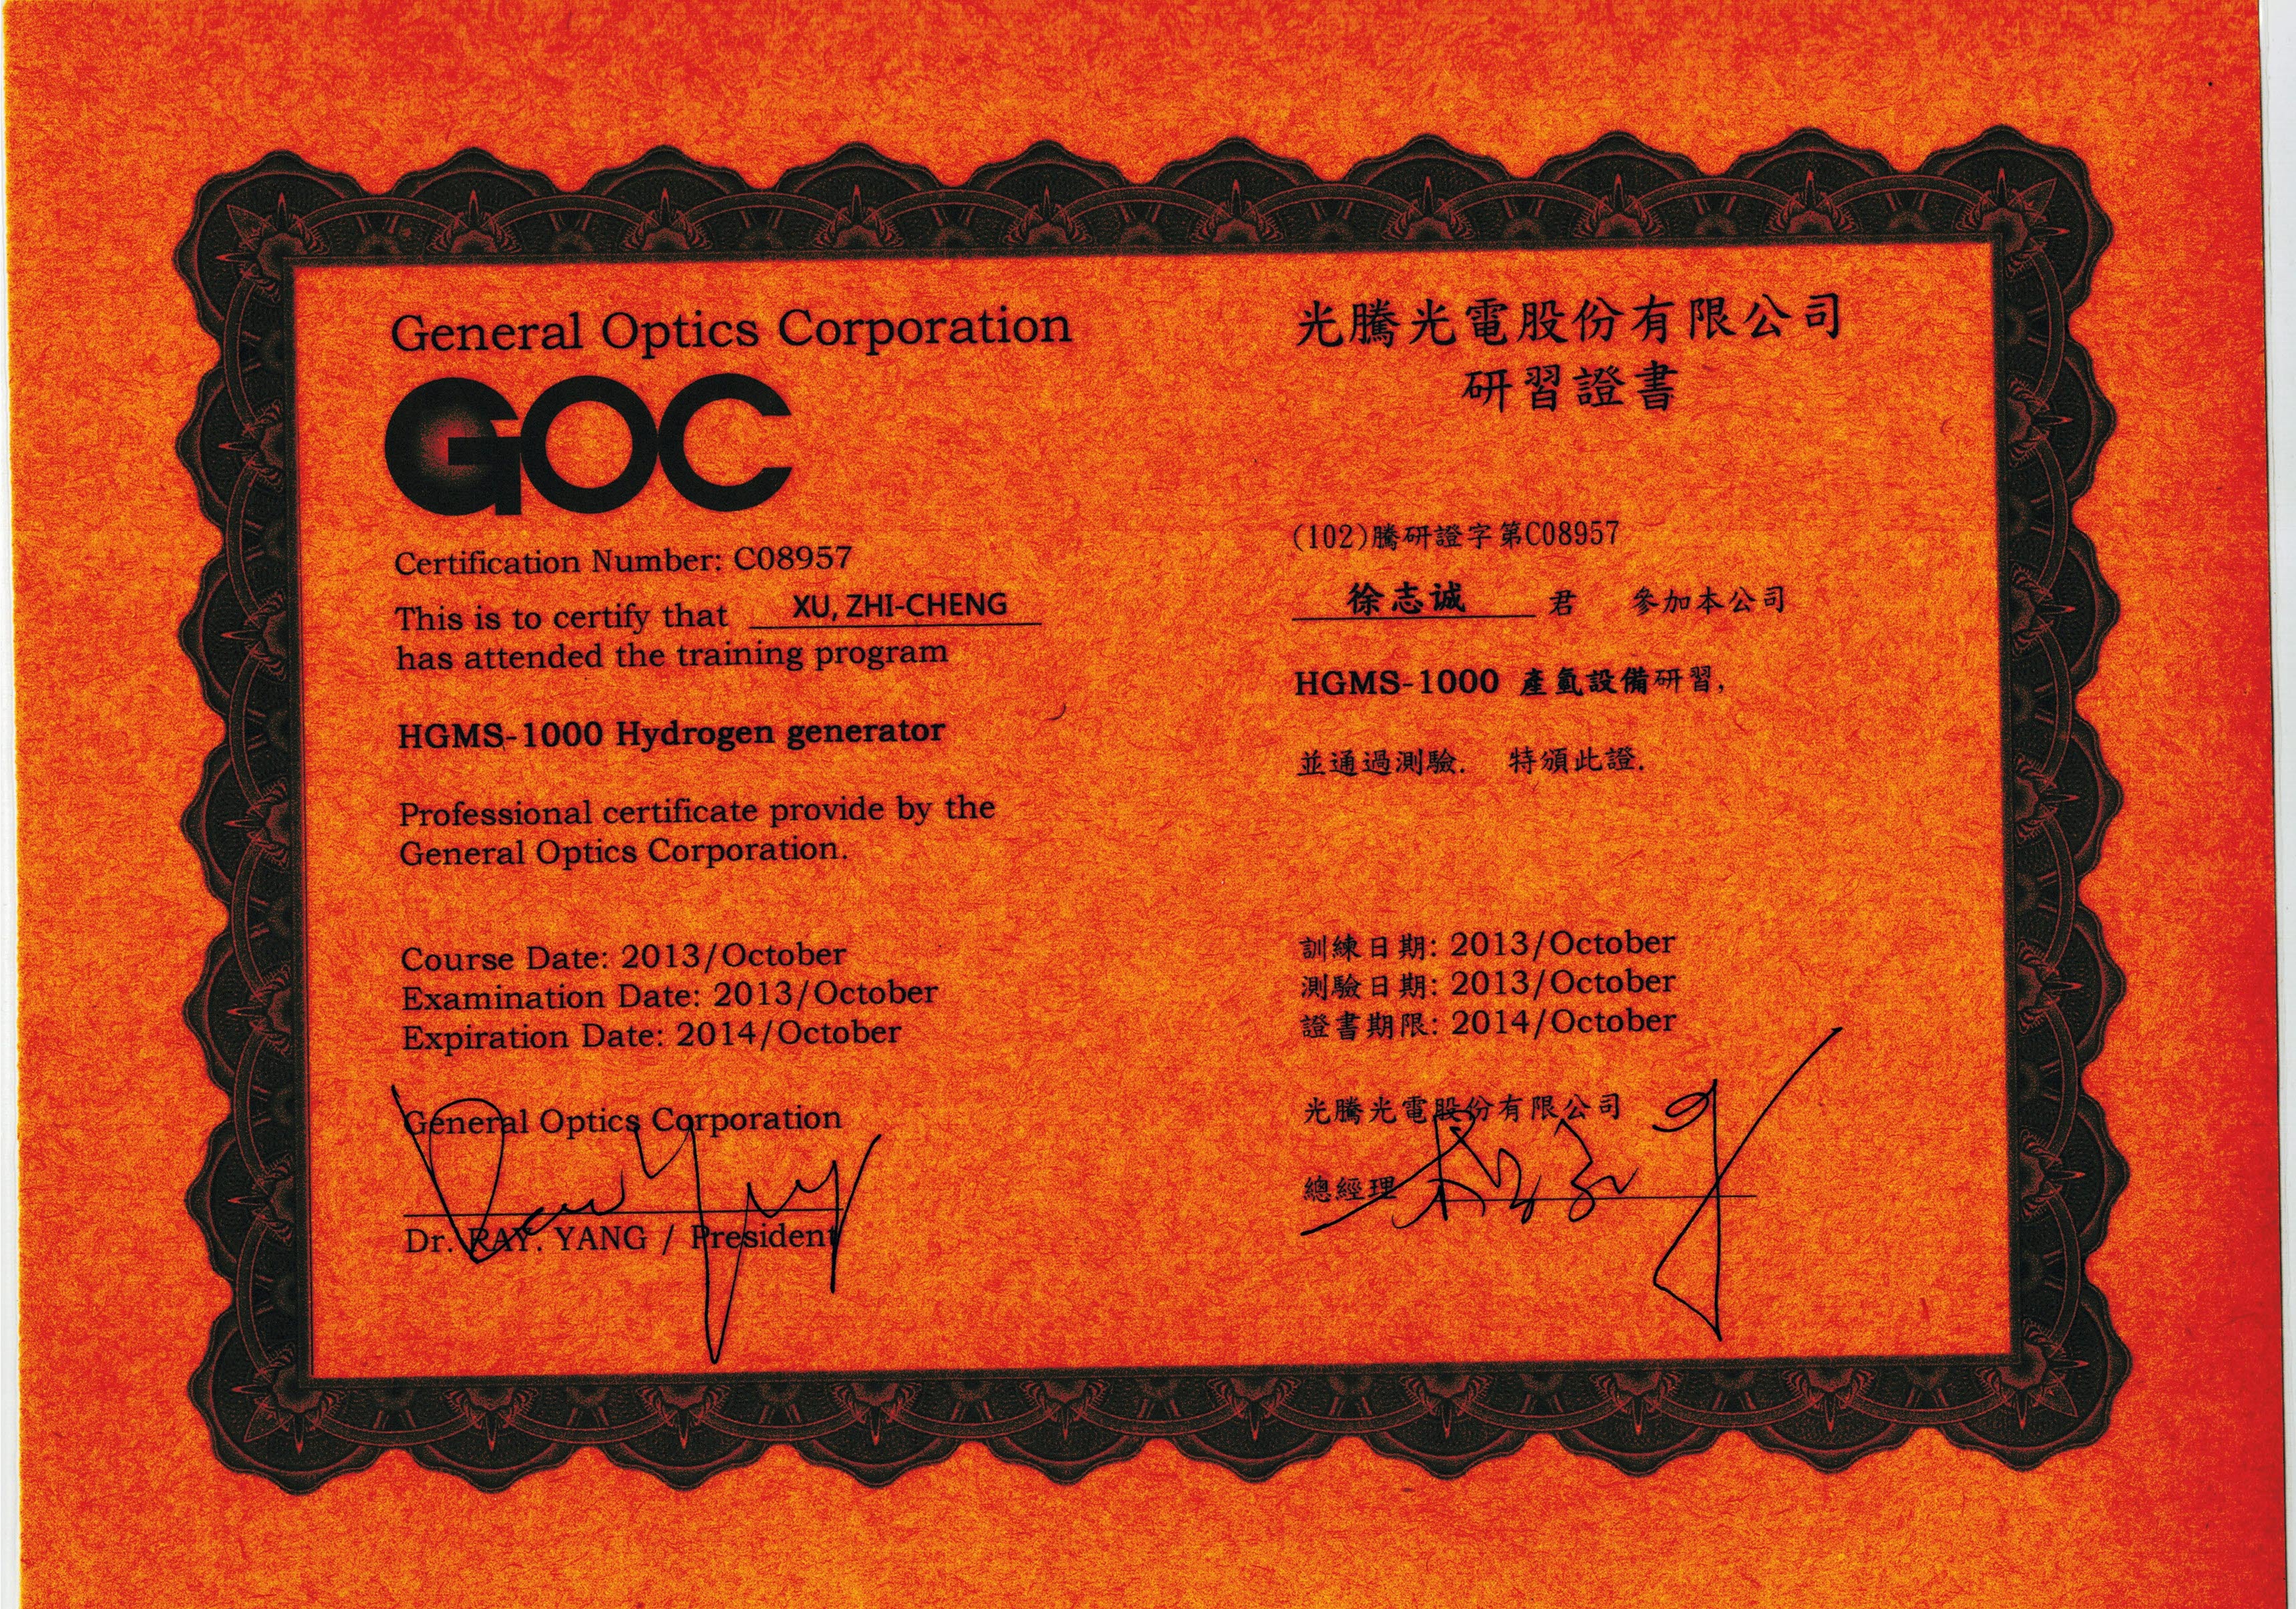 General Optics Corporation
GOC
Certification Number: C08957
This is to certify that XU, ZHI-CHENG
has attended the training program
HGMS-1000 Hydrogen generator
Professional certificate provide by the
General Optics Corporation.
Course Date: 2013/October
Examination Date: 2013/October
Expiration Date: 2014/October
General Optics Corporation
Dr. RAY. YANG / President
光騰光電股份有限公司
研習證書
(102)騰研證字第C08957
徐志诚 君 參加本公司
HGMS-1000 產氫設備研習,
並通過測驗. 特頒此證.
訓練日期: 2013/October
測驗日期: 2013/October
證書期限: 2014/October
光騰光電股份有限公司
總經理